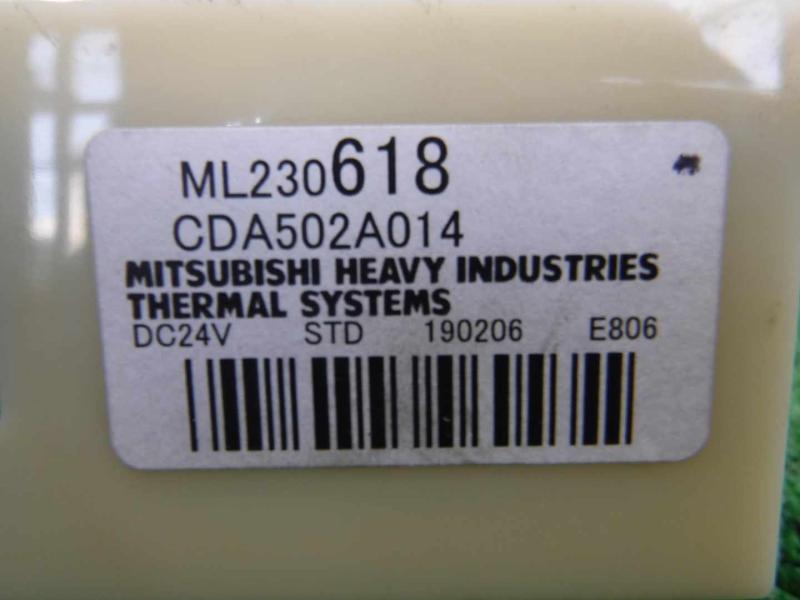 ML230618
CDA502A014
MITSUBISHI HEAVY INDUSTRIES
THERMAL SYSTEMS
DC24V STD 190206 E806